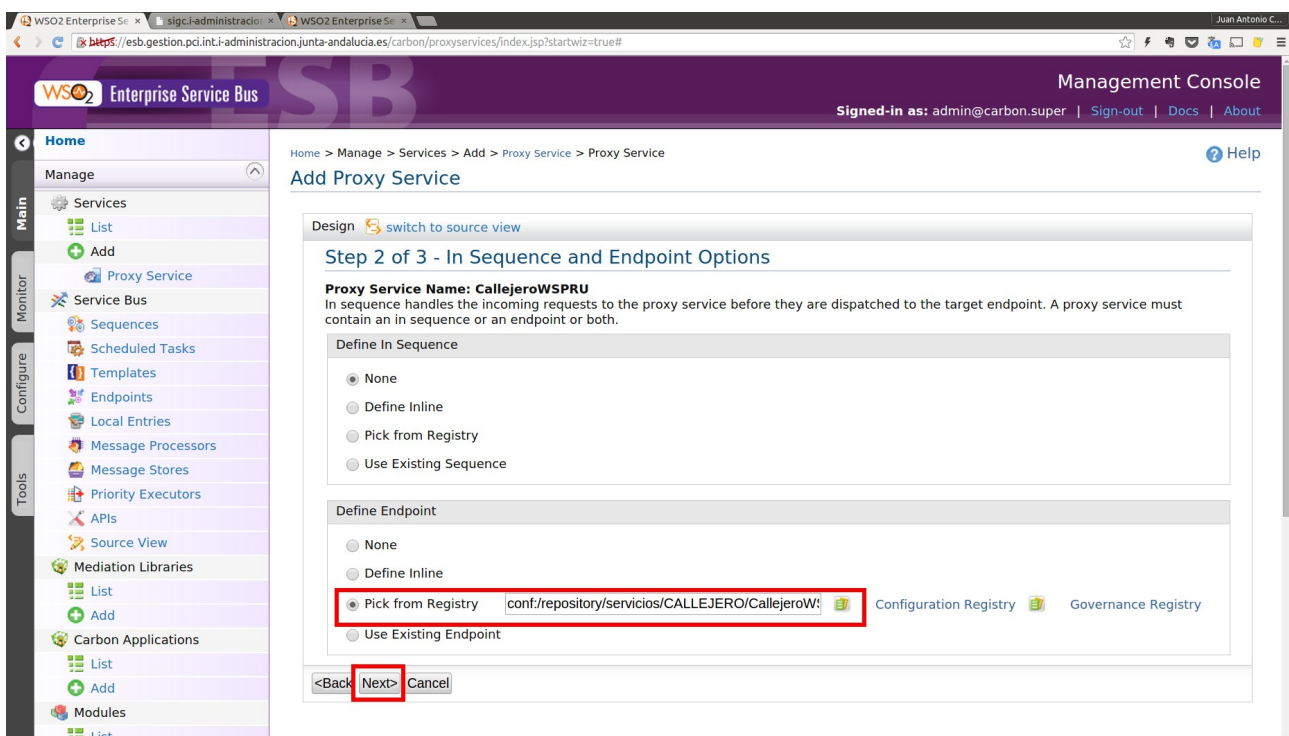 WSO2 Enterprise Se
sigc.i-administracion
WSO2 Enterprise Se
Juan Antonio C...
https://esb.gestion.pci.int.i-administracion.junta-andalucia.es/carbon/proxyservices/index.jsp?startwiz=true#
WSO2 Enterprise Service Bus
ESB
Management Console
Signed-in as: admin@carbon.super | Sign-out | Docs | About
Main
Monitor
Configure
Tools
Home
Manage
Services
List
Add
Proxy Service
Service Bus
Sequences
Scheduled Tasks
Templates
Endpoints
Local Entries
Message Processors
Message Stores
Priority Executors
APIs
Source View
Mediation Libraries
List
Add
Carbon Applications
List
Add
Modules
List
Home > Manage > Services > Add > Proxy Service > Proxy Service
Help
Add Proxy Service
Design switch to source view
Step 2 of 3 - In Sequence and Endpoint Options
Proxy Service Name: CallejeroWSPRU
In sequence handles the incoming requests to the proxy service before they are dispatched to the target endpoint. A proxy service must
contain an in sequence or an endpoint or both.
Define In Sequence
None
Define Inline
Pick from Registry
Use Existing Sequence
Define Endpoint
None
Define Inline
Pick from Registry conf:/repository/servicios/CALLEJERO/CallejeroWS Configuration Registry Governance Registry
Use Existing Endpoint
<Back Next> Cancel